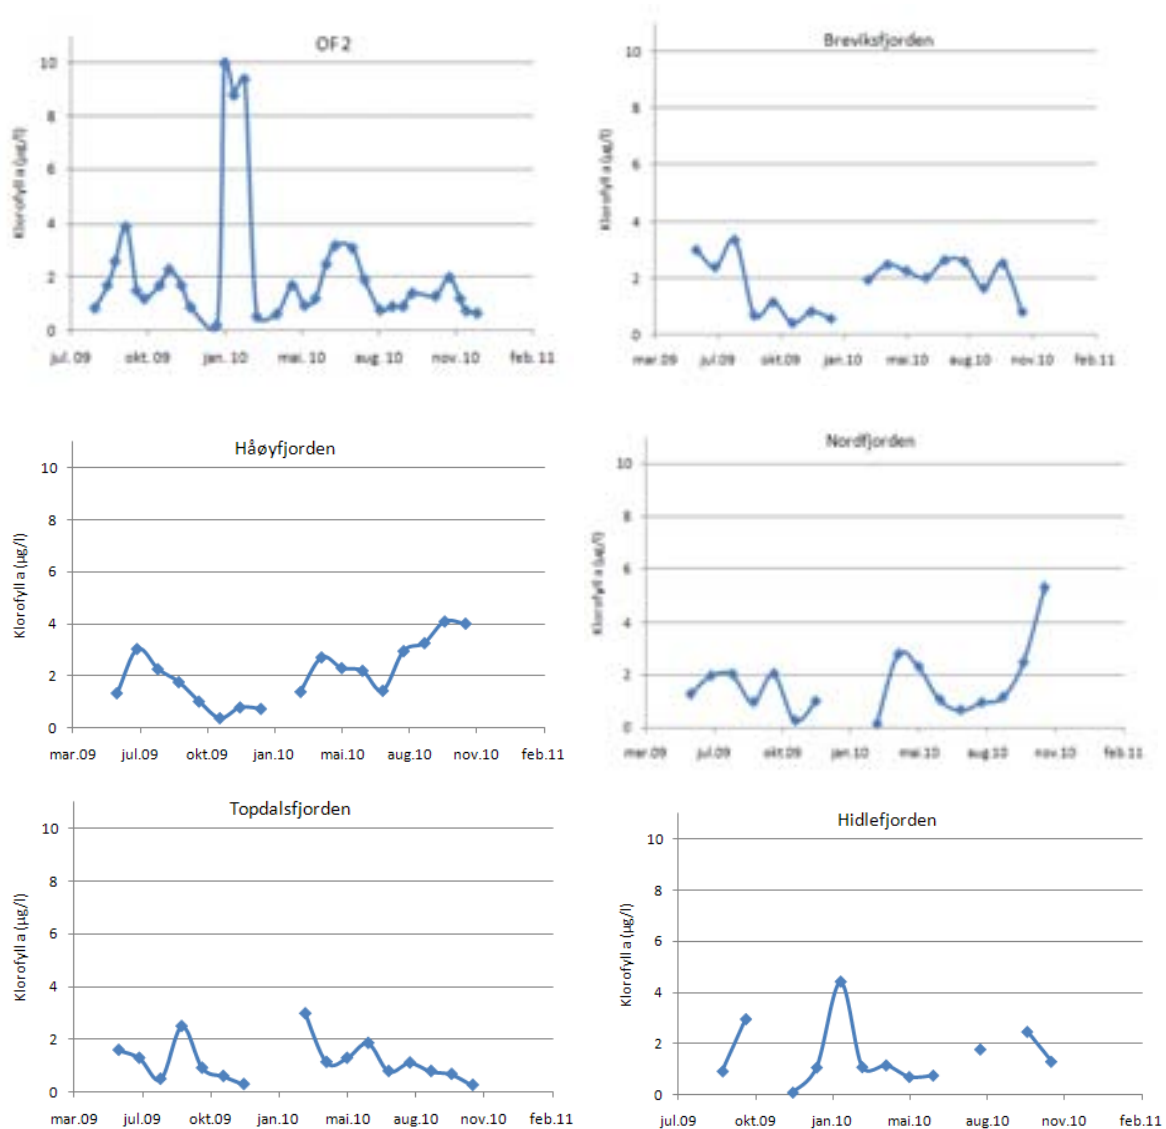 OF 2
10
8
6
4
2
0
Klorofyll a (µg/l)
jul.09 okt.09 jan.10 mai.10 aug.10 nov.10 feb.11
Breviksfjorden
10
8
6
4
2
0
Klorofyll a (µg/l)
mar.09 jul.09 okt.09 jan.10 mai.10 aug.10 nov.10 feb.11
Håøyfjorden
10
8
6
4
2
0
Klorofyll a (µg/l)
mar.09 jul.09 okt.09 jan.10 mai.10 aug.10 nov.10 feb.11
Nordfjorden
10
8
6
4
2
0
Klorofyll a (µg/l)
mar.09 jul.09 okt.09 jan.10 mai.10 aug.10 nov.10 feb.11
Topdalsfjorden
10
8
6
4
2
0
Klorofyll a (µg/l)
mar.09 jul.09 okt.09 jan.10 mai.10 aug.10 nov.10 feb.11
Hidlefjorden
10
8
6
4
2
0
Klorofyll a (µg/l)
jul.09 okt.09 jan.10 mai.10 aug.10 nov.10 feb.11